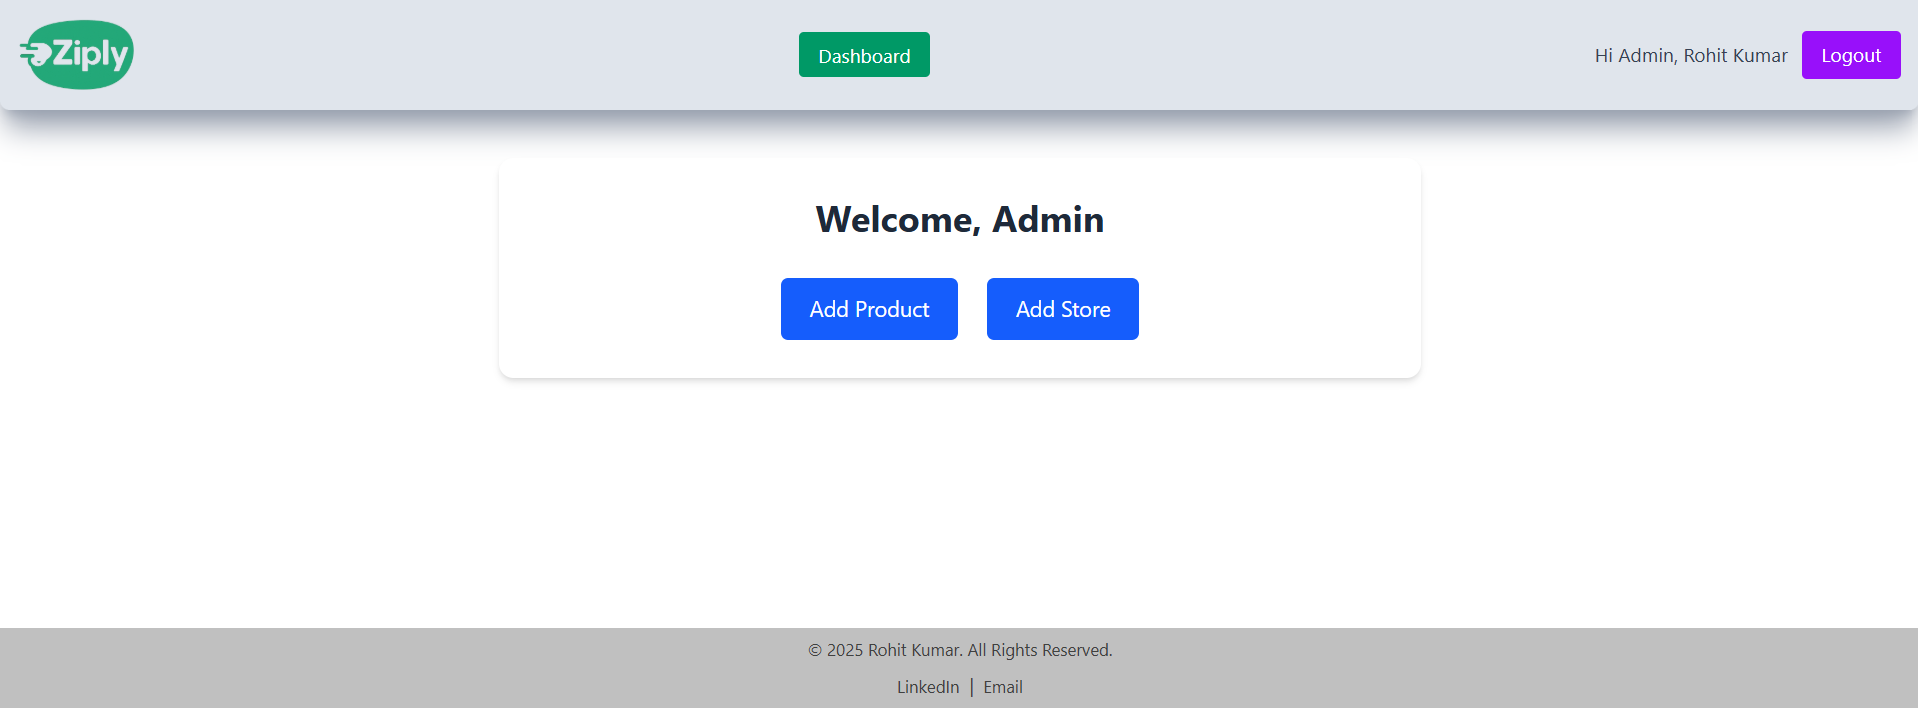 Ziply
Dashboard
Hi Admin, Rohit Kumar
Logout
Welcome, Admin
Add Product
Add Store
© 2025 Rohit Kumar. All Rights Reserved.
LinkedIn | Email